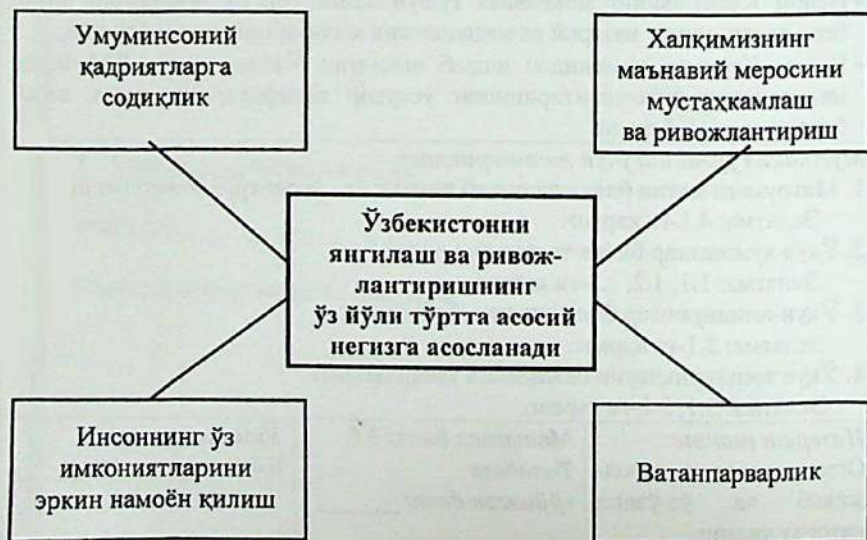 Умуминсоний
қадриятларга
содиқлик
Халқимизнинг
маънавий меросини
мустаҳкамлаш
ва ривожлантириш
Ўзбекистонни
янгилаш ва ривож-
лантиришнинг
ўз йўли тўртта асосий
негизга асосланади
Инсоннинг ўз
имкониятларини
эркин намоён қилиш
Ватанпарварлик